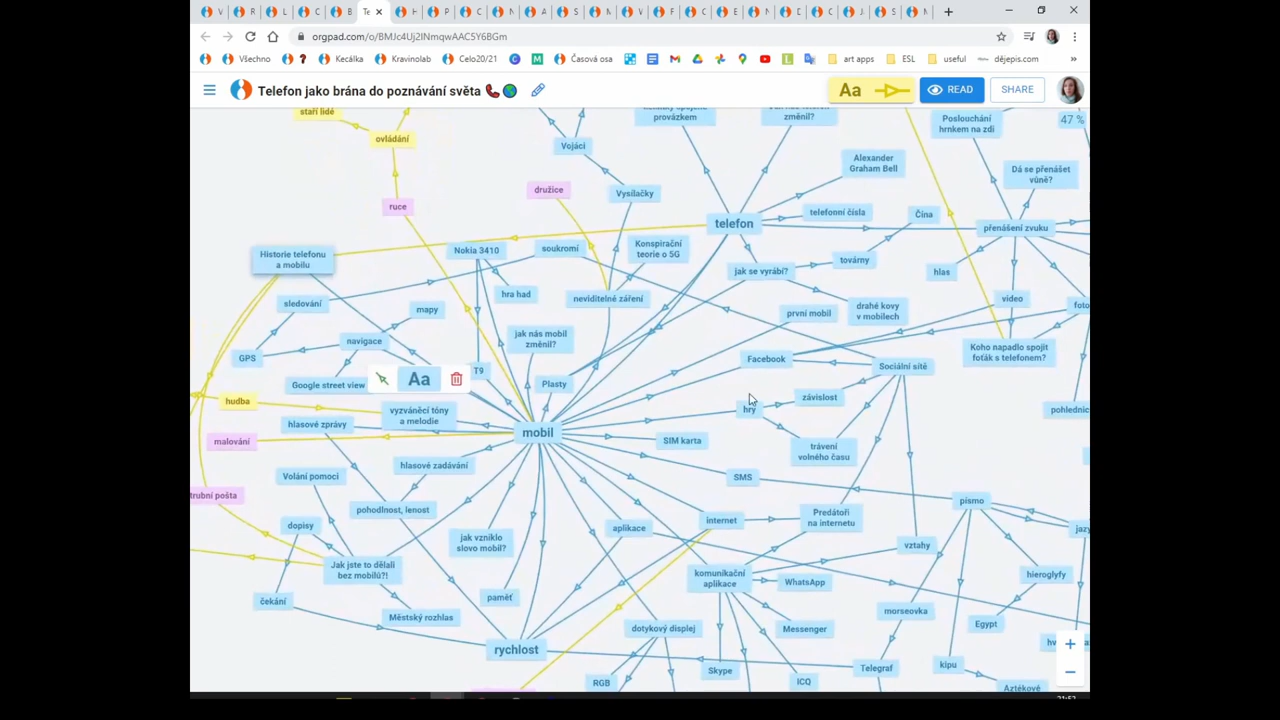 V
R
L
C
B
Te
H
P
C
N
A
S
M
V
F
C
E
N
D
C
J
S
M
orgpad.com/o/BMJc4Uj2INmqwAAC5Y6BGm
Všechno
?
Kecálka
Kravinolab
Celo20/21
Časová osa
art apps
ESL
useful
dějepis.com
»
Telefon jako brána do poznávání světa
Aa
READ
SHARE
47 %
staří lidé
provázkem
změnil?
Poslouchání
hrnkem na zdi
ovládání
Vojáci
Alexander
Graham Bell
Dá se přenášet
vůně?
družice
Vysílačky
ruce
telefon
telefonní čísla
Čína
přenášení zvuku
Historie telefonu
a mobilu
Nokia 3410
soukromí
Konspirační
teorie o 5G
továrny
jak se vyrábí?
hlas
sledování
hra had
neviditelné záření
video
foto
mapy
první mobil
drahé kovy
v mobilech
navigace
jak nás mobil
změnil?
GPS
Koho napadlo spojit
foťák s telefonem?
Facebook
Sociální sítě
Google street view
Aa
T9
Plasty
hudba
vyzváněcí tóny
a melodie
hry
závislost
pohlednic
hlasové zprávy
malování
mobil
SIM karta
trávení
volného času
hlasové zadávání
Volání pomoci
SMS
trubní pošta
pohodlnost, lenost
písmo
dopisy
aplikace
internet
Predátoři
na internetu
jazy
jak vzniklo
slovo mobil?
vztahy
Jak jste to dělali
bez mobilů?!
komunikační
aplikace
WhatsApp
hieroglyfy
čekání
paměť
Městský rozhlas
morseovka
Egypt
dotykový displej
Messenger
rychlost
Skype
Telegraf
kipu
RGB
ICQ
Aztékové